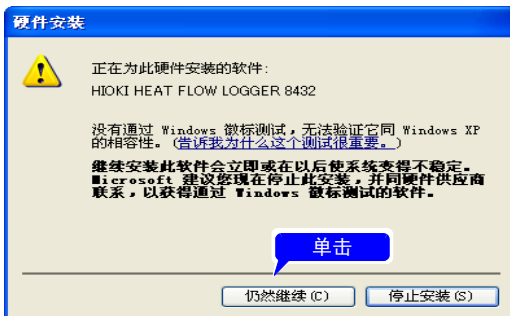 硬件安装
正在为此硬件安装的软件:
HIOKI HEAT FLOW LOGGER 8432
没有通过 Windows 徽标测试，无法验证它同 Windows XP
的相容性。(告诉我为什么这个测试很重要。)
继续安装此软件会立即或在以后使系统变得不稳定。
Microsoft 建议您现在停止此安装，并同硬件供应商
联系，以获得通过 Windows 徽标测试的软件。
单击
仍然继续(C) 停止安装(S)